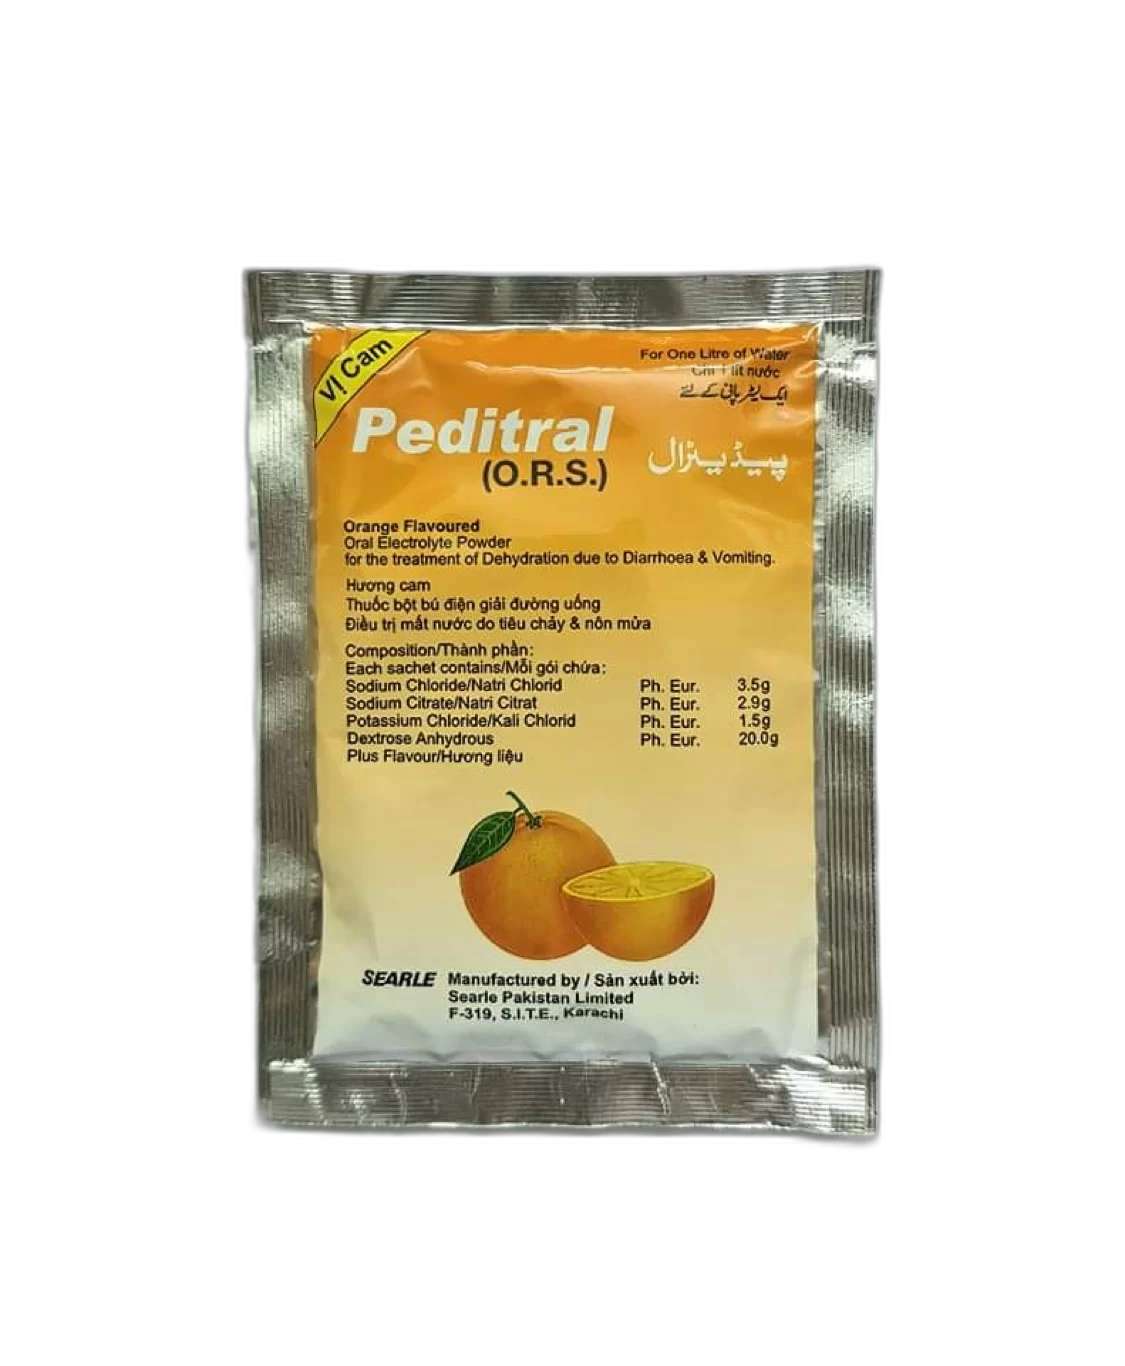 Vị Cam
For One Litre of Water
Chỉ 1 lít nước
ایک لیٹر پانی کے لئے
Peditral
(O.R.S.)
پیڈیٹرال
Orange Flavoured
Oral Electrolyte Powder
for the treatment of Dehydration due to Diarrhoea & Vomiting.
Hương cam
Thuốc bột bú điện giải đường uống
Điều trị mất nước do tiêu chảy & nôn mửa
Composition/Thành phần:
Each sachet contains/Mỗi gói chứa:
Sodium Chloride/Natri Chlorid Ph. Eur. 3.5g
Sodium Citrate/Natri Citrat Ph. Eur. 2.9g
Potassium Chloride/Kali Chlorid Ph. Eur. 1.5g
Dextrose Anhydrous Ph. Eur. 20.0g
Plus Flavour/Hương liệu
SEARLE Manufactured by / Sản xuất bởi:
Searle Pakistan Limited
F-319, S.I.T.E., Karachi